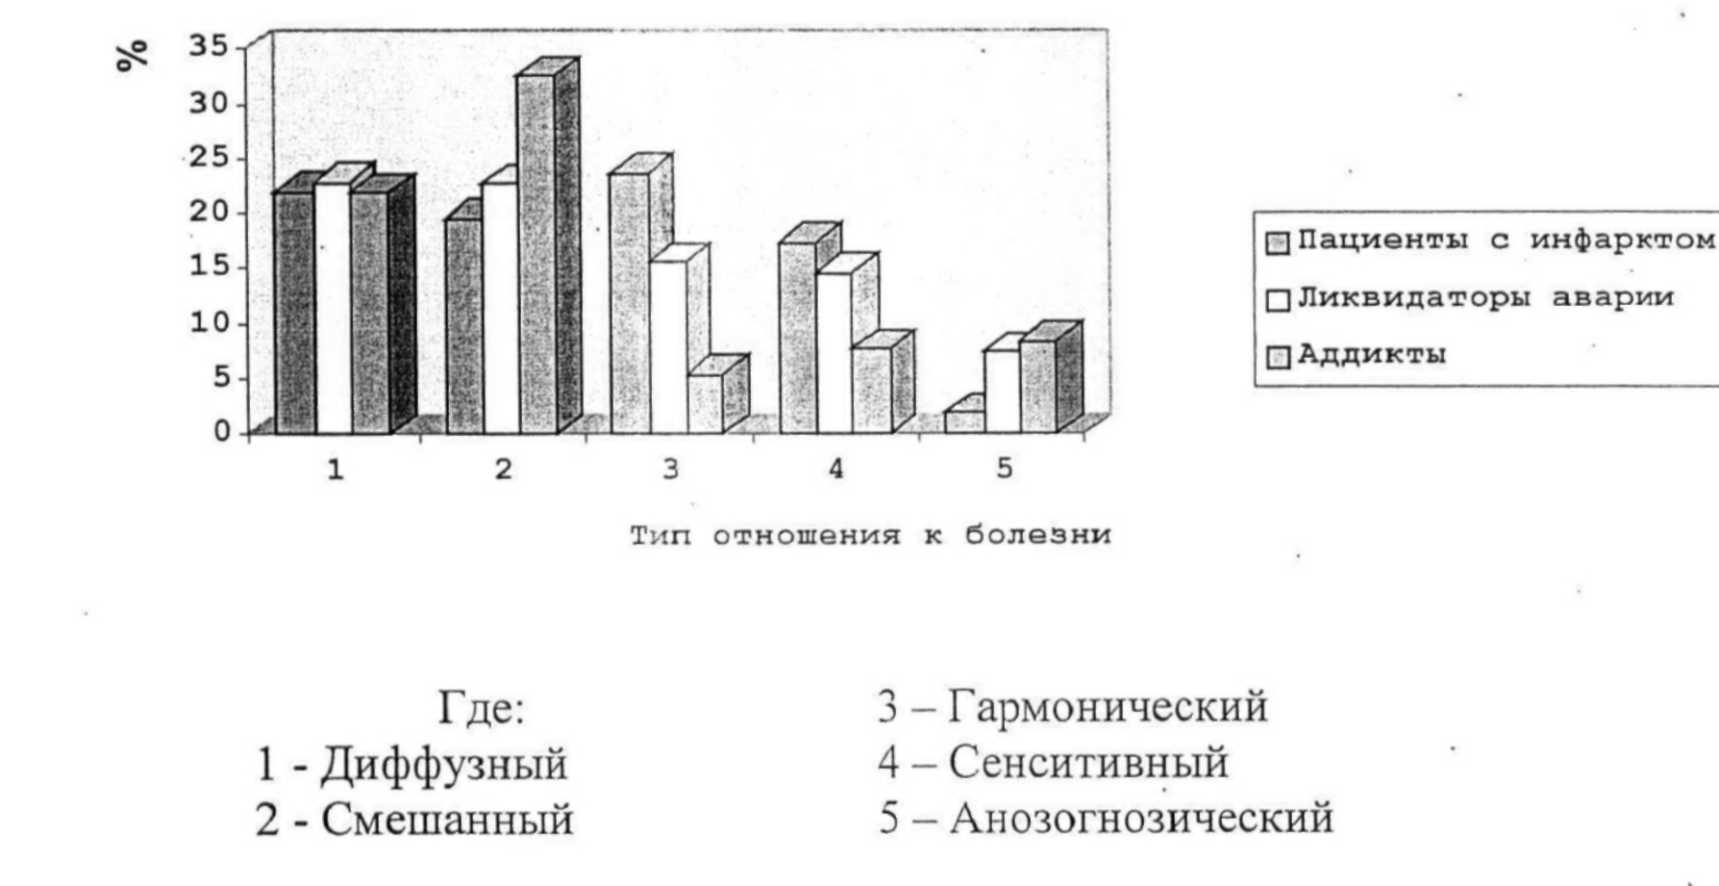 %
35
30
25
20
15
10
5
0
1 2 3 4 5
Тип отношения к болезни
Пациенты с инфарктом
Ликвидаторы аварии
Аддикты
Где:
1 - Диффузный
2 - Смешанный
3 – Гармонический
4 – Сенситивный
5 – Анозогнозический